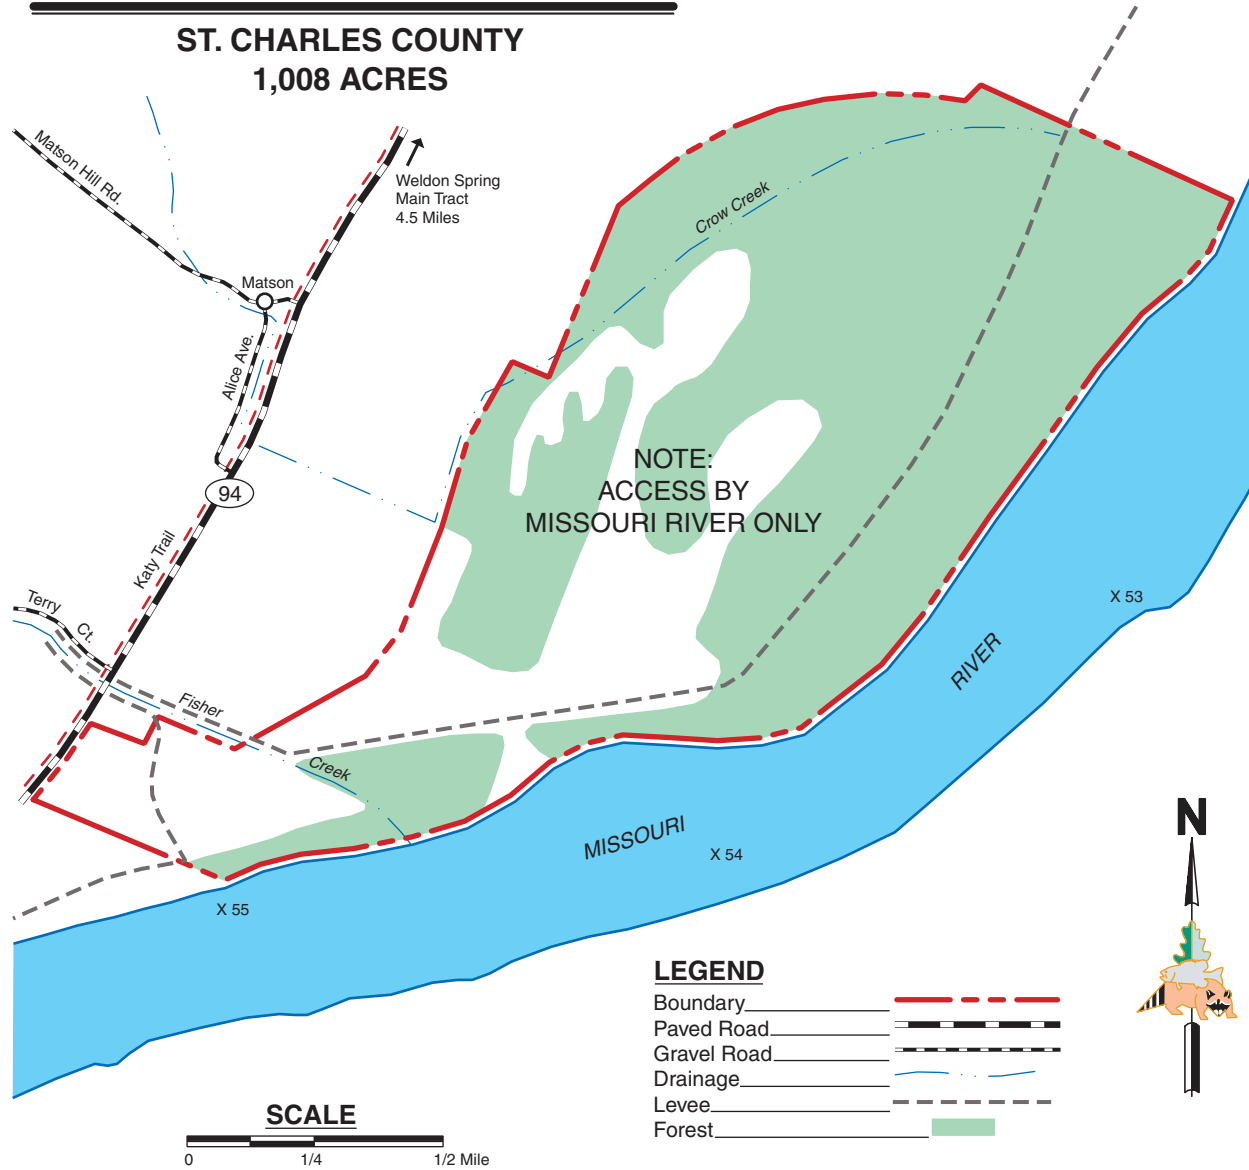 ST. CHARLES COUNTY
1,008 ACRES
Matson Hill Rd.
Weldon Spring
Main Tract
4.5 Miles
Matson
Alice Ave.
94
Katy Trail
Terry
Ct.
Fisher
Creek
Crow Creek
NOTE:
ACCESS BY
MISSOURI RIVER ONLY
X 53
RIVER
MISSOURI
X 54
X 55
N
LEGEND
Boundary
Paved Road
Gravel Road
Drainage
Levee
Forest
SCALE
0 1/4 1/2 Mile